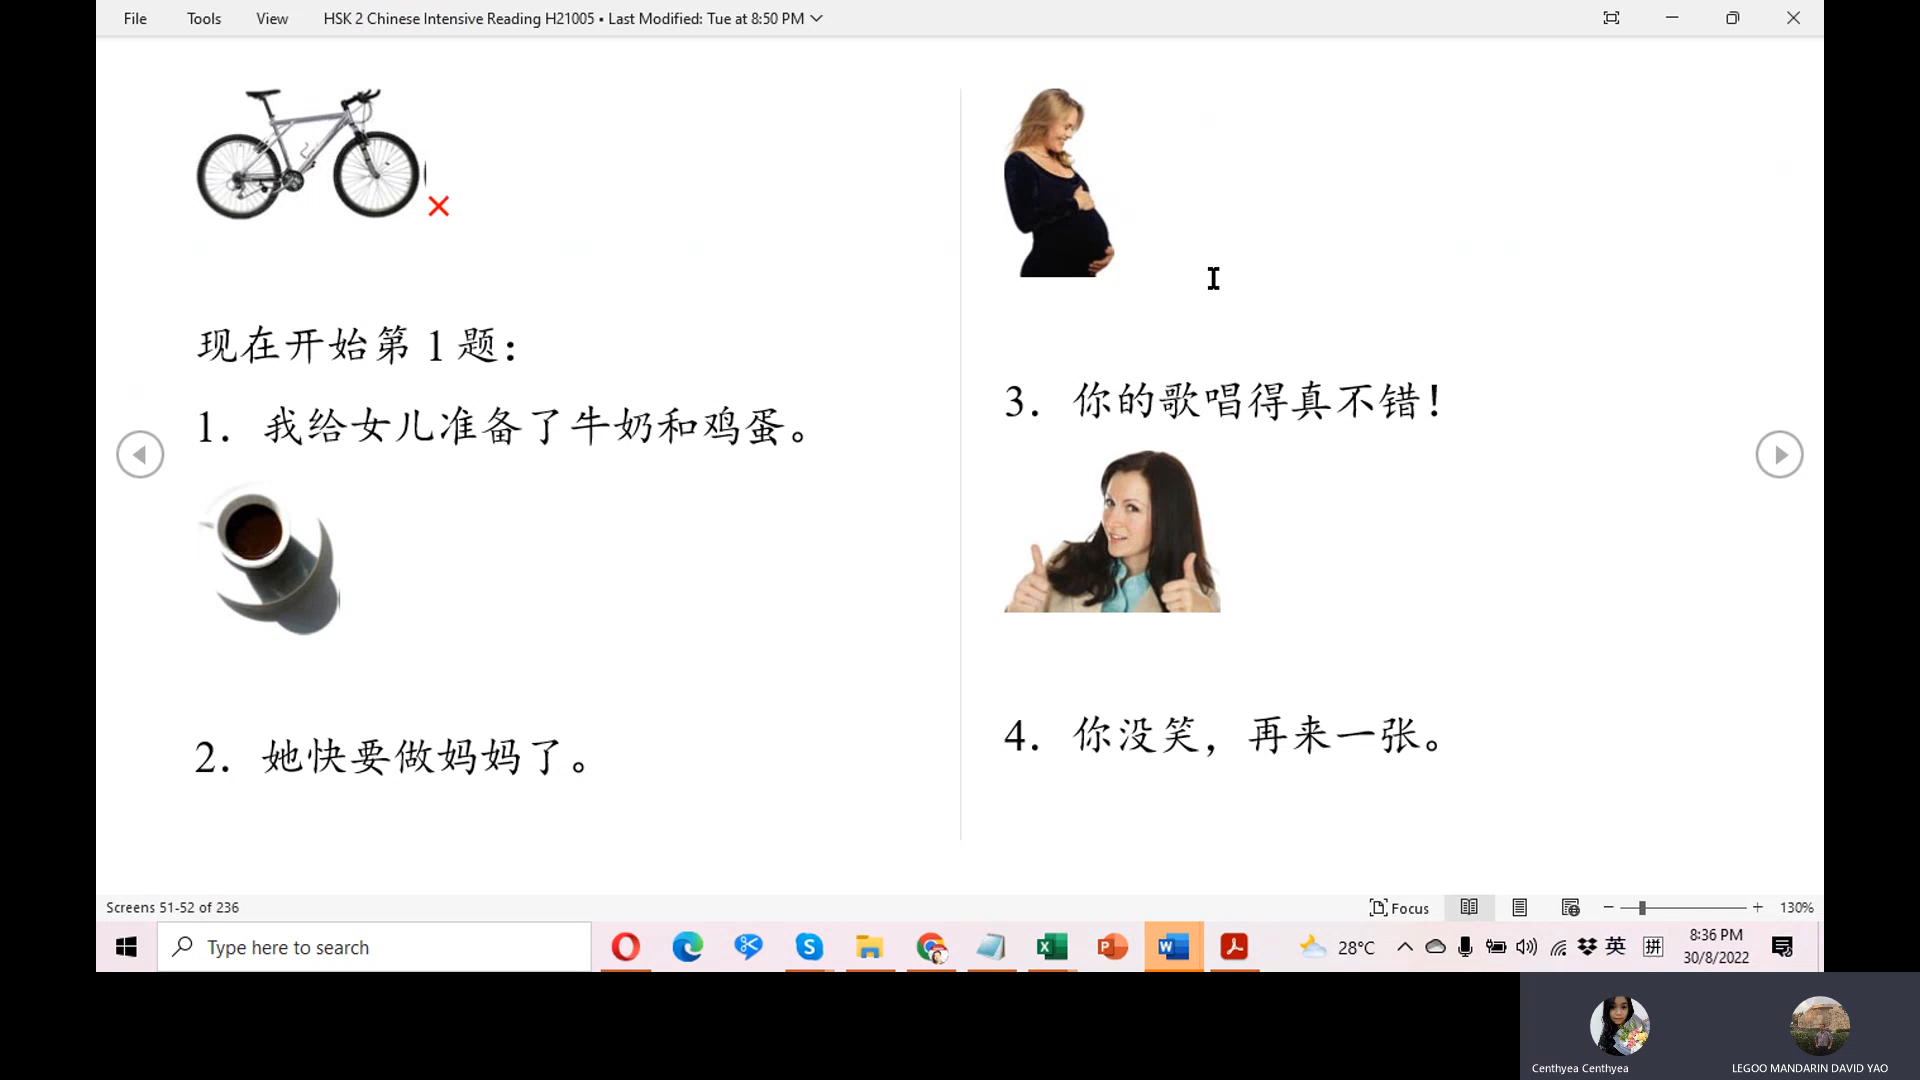 File Tools View HSK 2 Chinese Intensive Reading H21005 • Last Modified: Tue at 8:50 PM
现在开始第 1 题：
1. 我给女儿准备了牛奶和鸡蛋。
2. 她快要做妈妈了。
3. 你的歌唱得真不错！
4. 你没笑，再来一张。
Screens 51-52 of 236
Focus
130%
Type here to search
28°C
英
拼
8:36 PM
30/8/2022
Centhyea Centhyea
LEGOO MANDARIN DAVID YAO